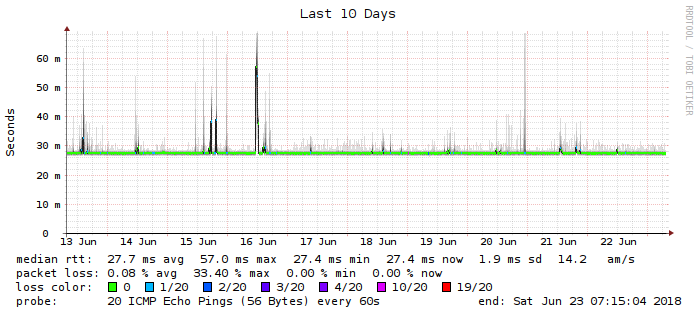 Last 10 Days
RRDTOOL / TOBI OETIKER
Seconds
60 m
50 m
40 m
30 m
20 m
10 m
0
13 Jun 14 Jun 15 Jun 16 Jun 17 Jun 18 Jun 19 Jun 20 Jun 21 Jun 22 Jun
median rtt: 27.7 ms avg 57.0 ms max 27.4 ms min 27.4 ms now 1.9 ms sd 14.2 am/s
packet loss: 0.08 % avg 33.40 % max 0.00 % min 0.00 % now
loss color: 0 1/20 2/20 3/20 4/20 10/20 19/20
probe: 20 ICMP Echo Pings (56 Bytes) every 60s end: Sat Jun 23 07:15:04 2018